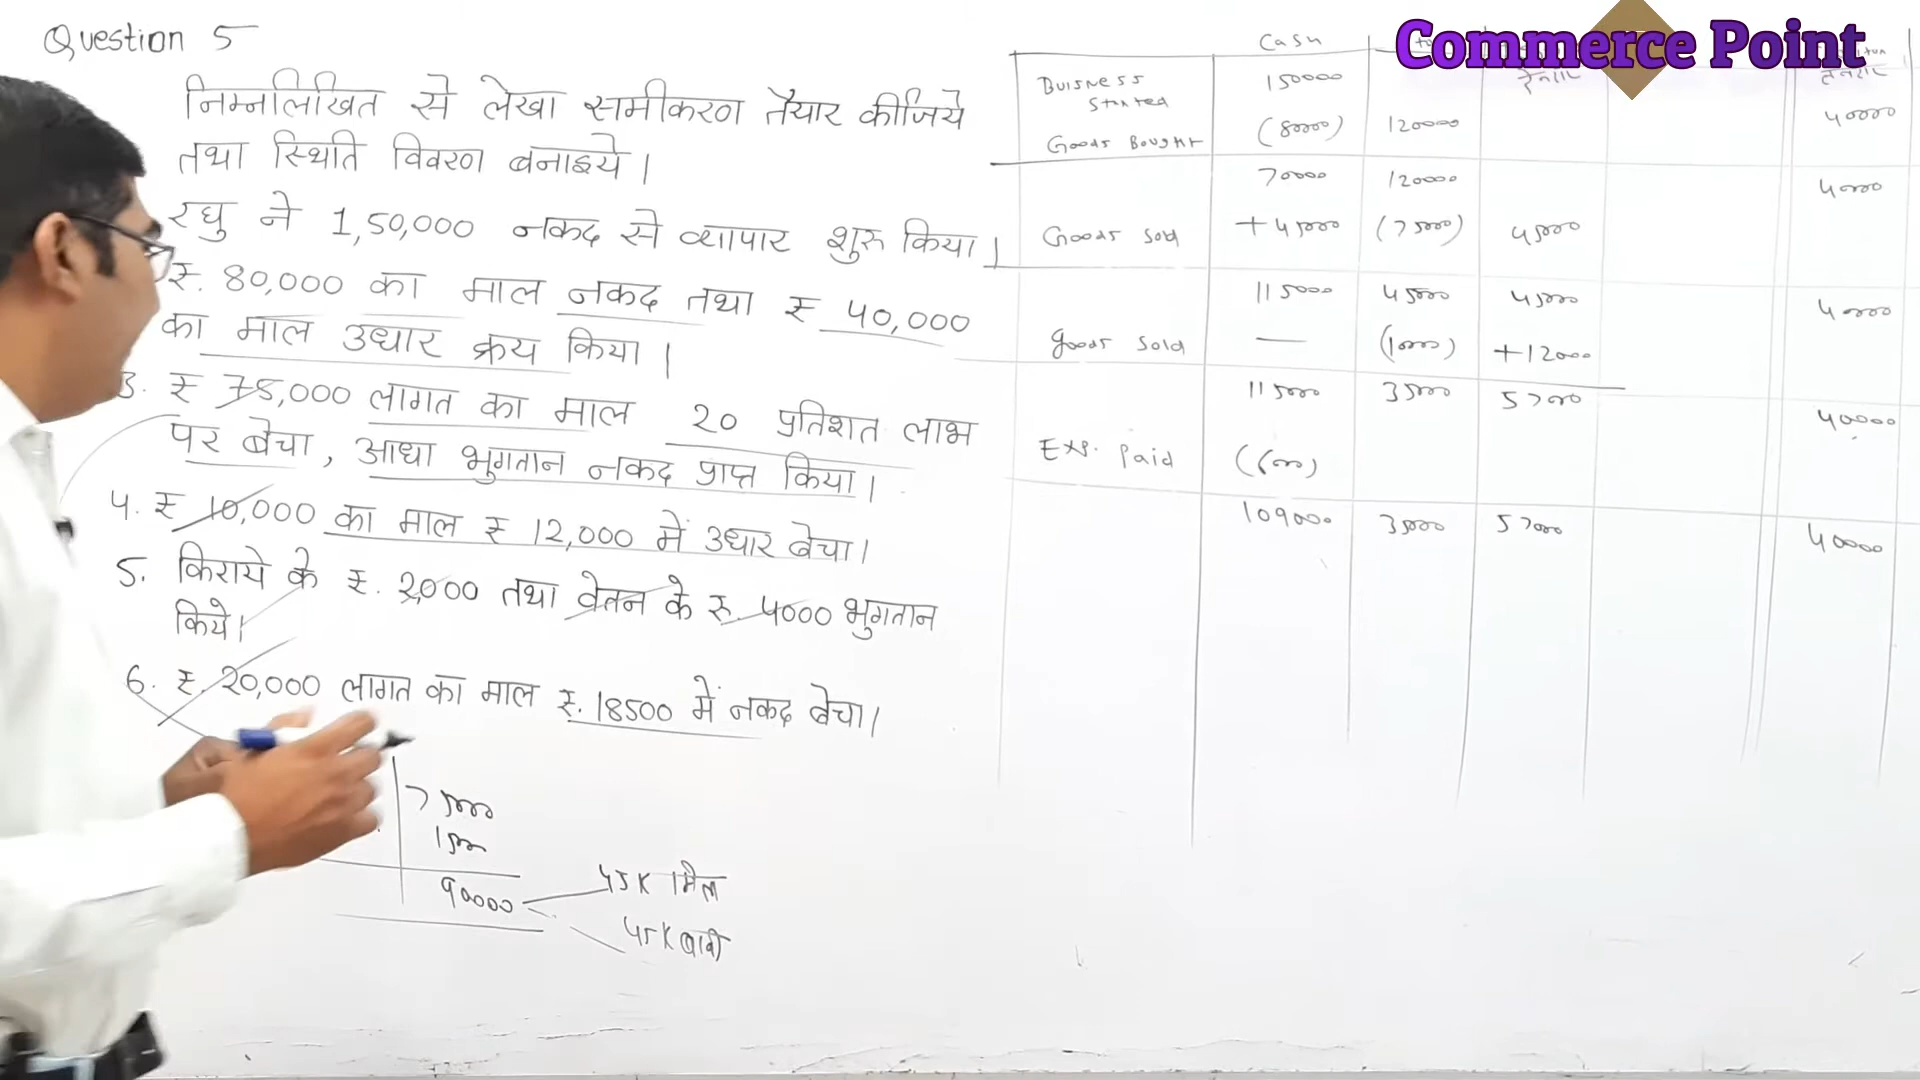 Question 5
निम्नलिखित से लेखा समीकरण तैयार कीजिये
तथा स्थिति विवरण बनाइये।
रघु ने 1,50,000 नकद से व्यापार शुरू किया।
₹. 80,000 का माल नकद तथा ₹ 40,000
का माल उधार क्रय किया।
3. ₹ 75,000 लागत का माल 20 प्रतिशत लाभ
पर बेचा, आधा भुगतान नकद प्राप्त किया।
4. ₹ 10,000 का माल ₹ 12,000 में उधार बेचा।
5. किराये के ₹. 2,000 तथा वेतन के रु. 4000 भुगतान
किये।
6. ₹. 20,000 लागत का माल ₹. 18500 में नकद बेचा।
75000
15000
90000
45K मिला
45K बाकी
Commerce Point
Cash
Buisness 150000
Started
40000
Goods Bought (80000) 120000
70000 120000 40000
Goods Sold +45000 (75000) 45000
115000 45000 45000 40000
Goods Sold — (10000) +12000
115000 35000 57000 40000
Exp. Paid (6000)
109000 35000 57000 40000